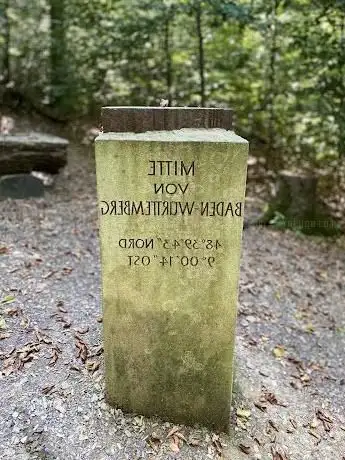 MITTE
VON
BADEN-WÜRTTEMBERG
48°39'43" NORD
9°00'14" OST